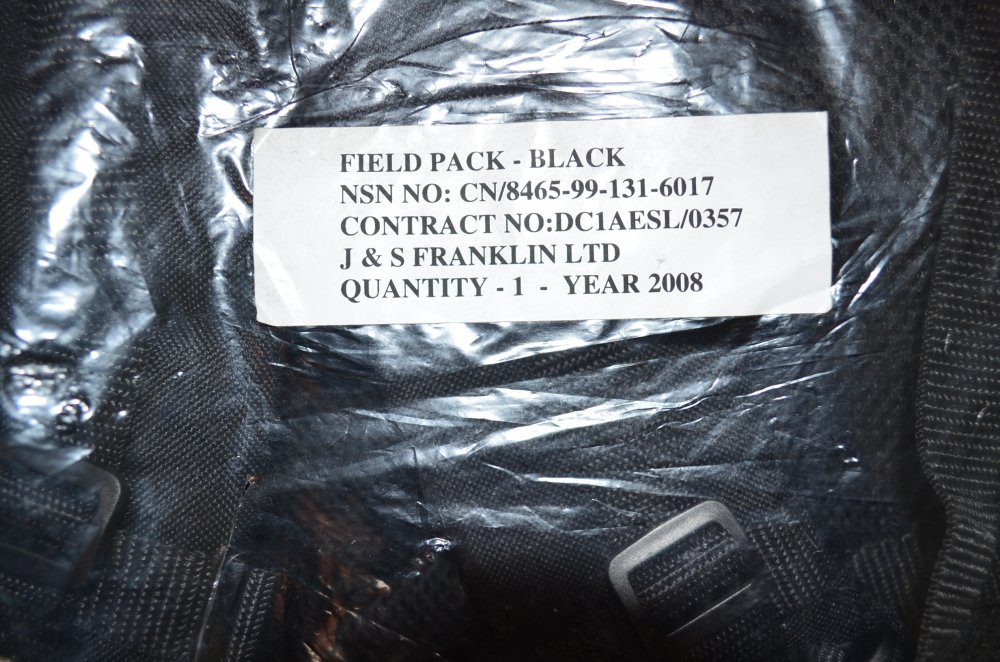 FIELD PACK - BLACK
NSN NO: CN/8465-99-131-6017
CONTRACT NO:DC1AESL/0357
J & S FRANKLIN LTD
QUANTITY - 1 - YEAR 2008